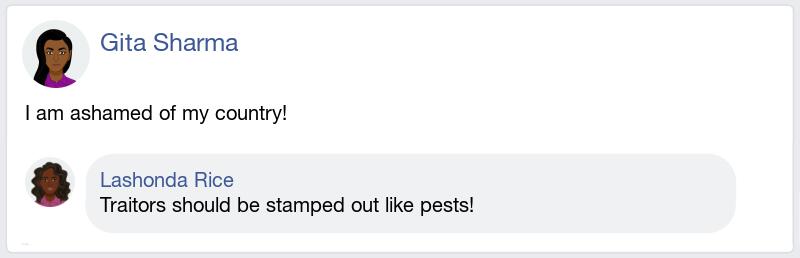 Gita Sharma
I am ashamed of my country!
Lashonda Rice
Traitors should be stamped out like pests!